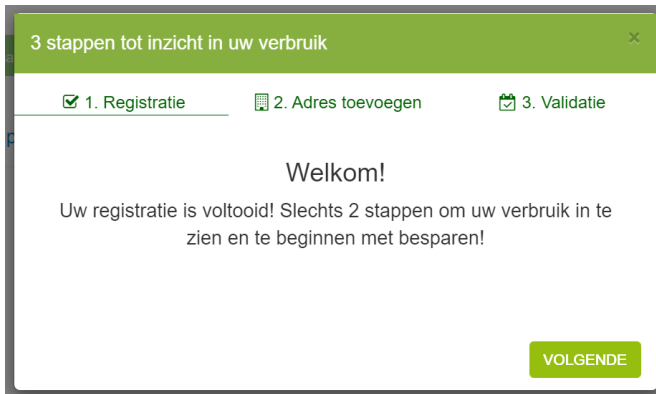 3 stappen tot inzicht in uw verbruik ×
1. Registratie 2. Adres toevoegen 3. Validatie
Welkom!
Uw registratie is voltooid! Slechts 2 stappen om uw verbruik in te
zien en te beginnen met besparen!
VOLGENDE